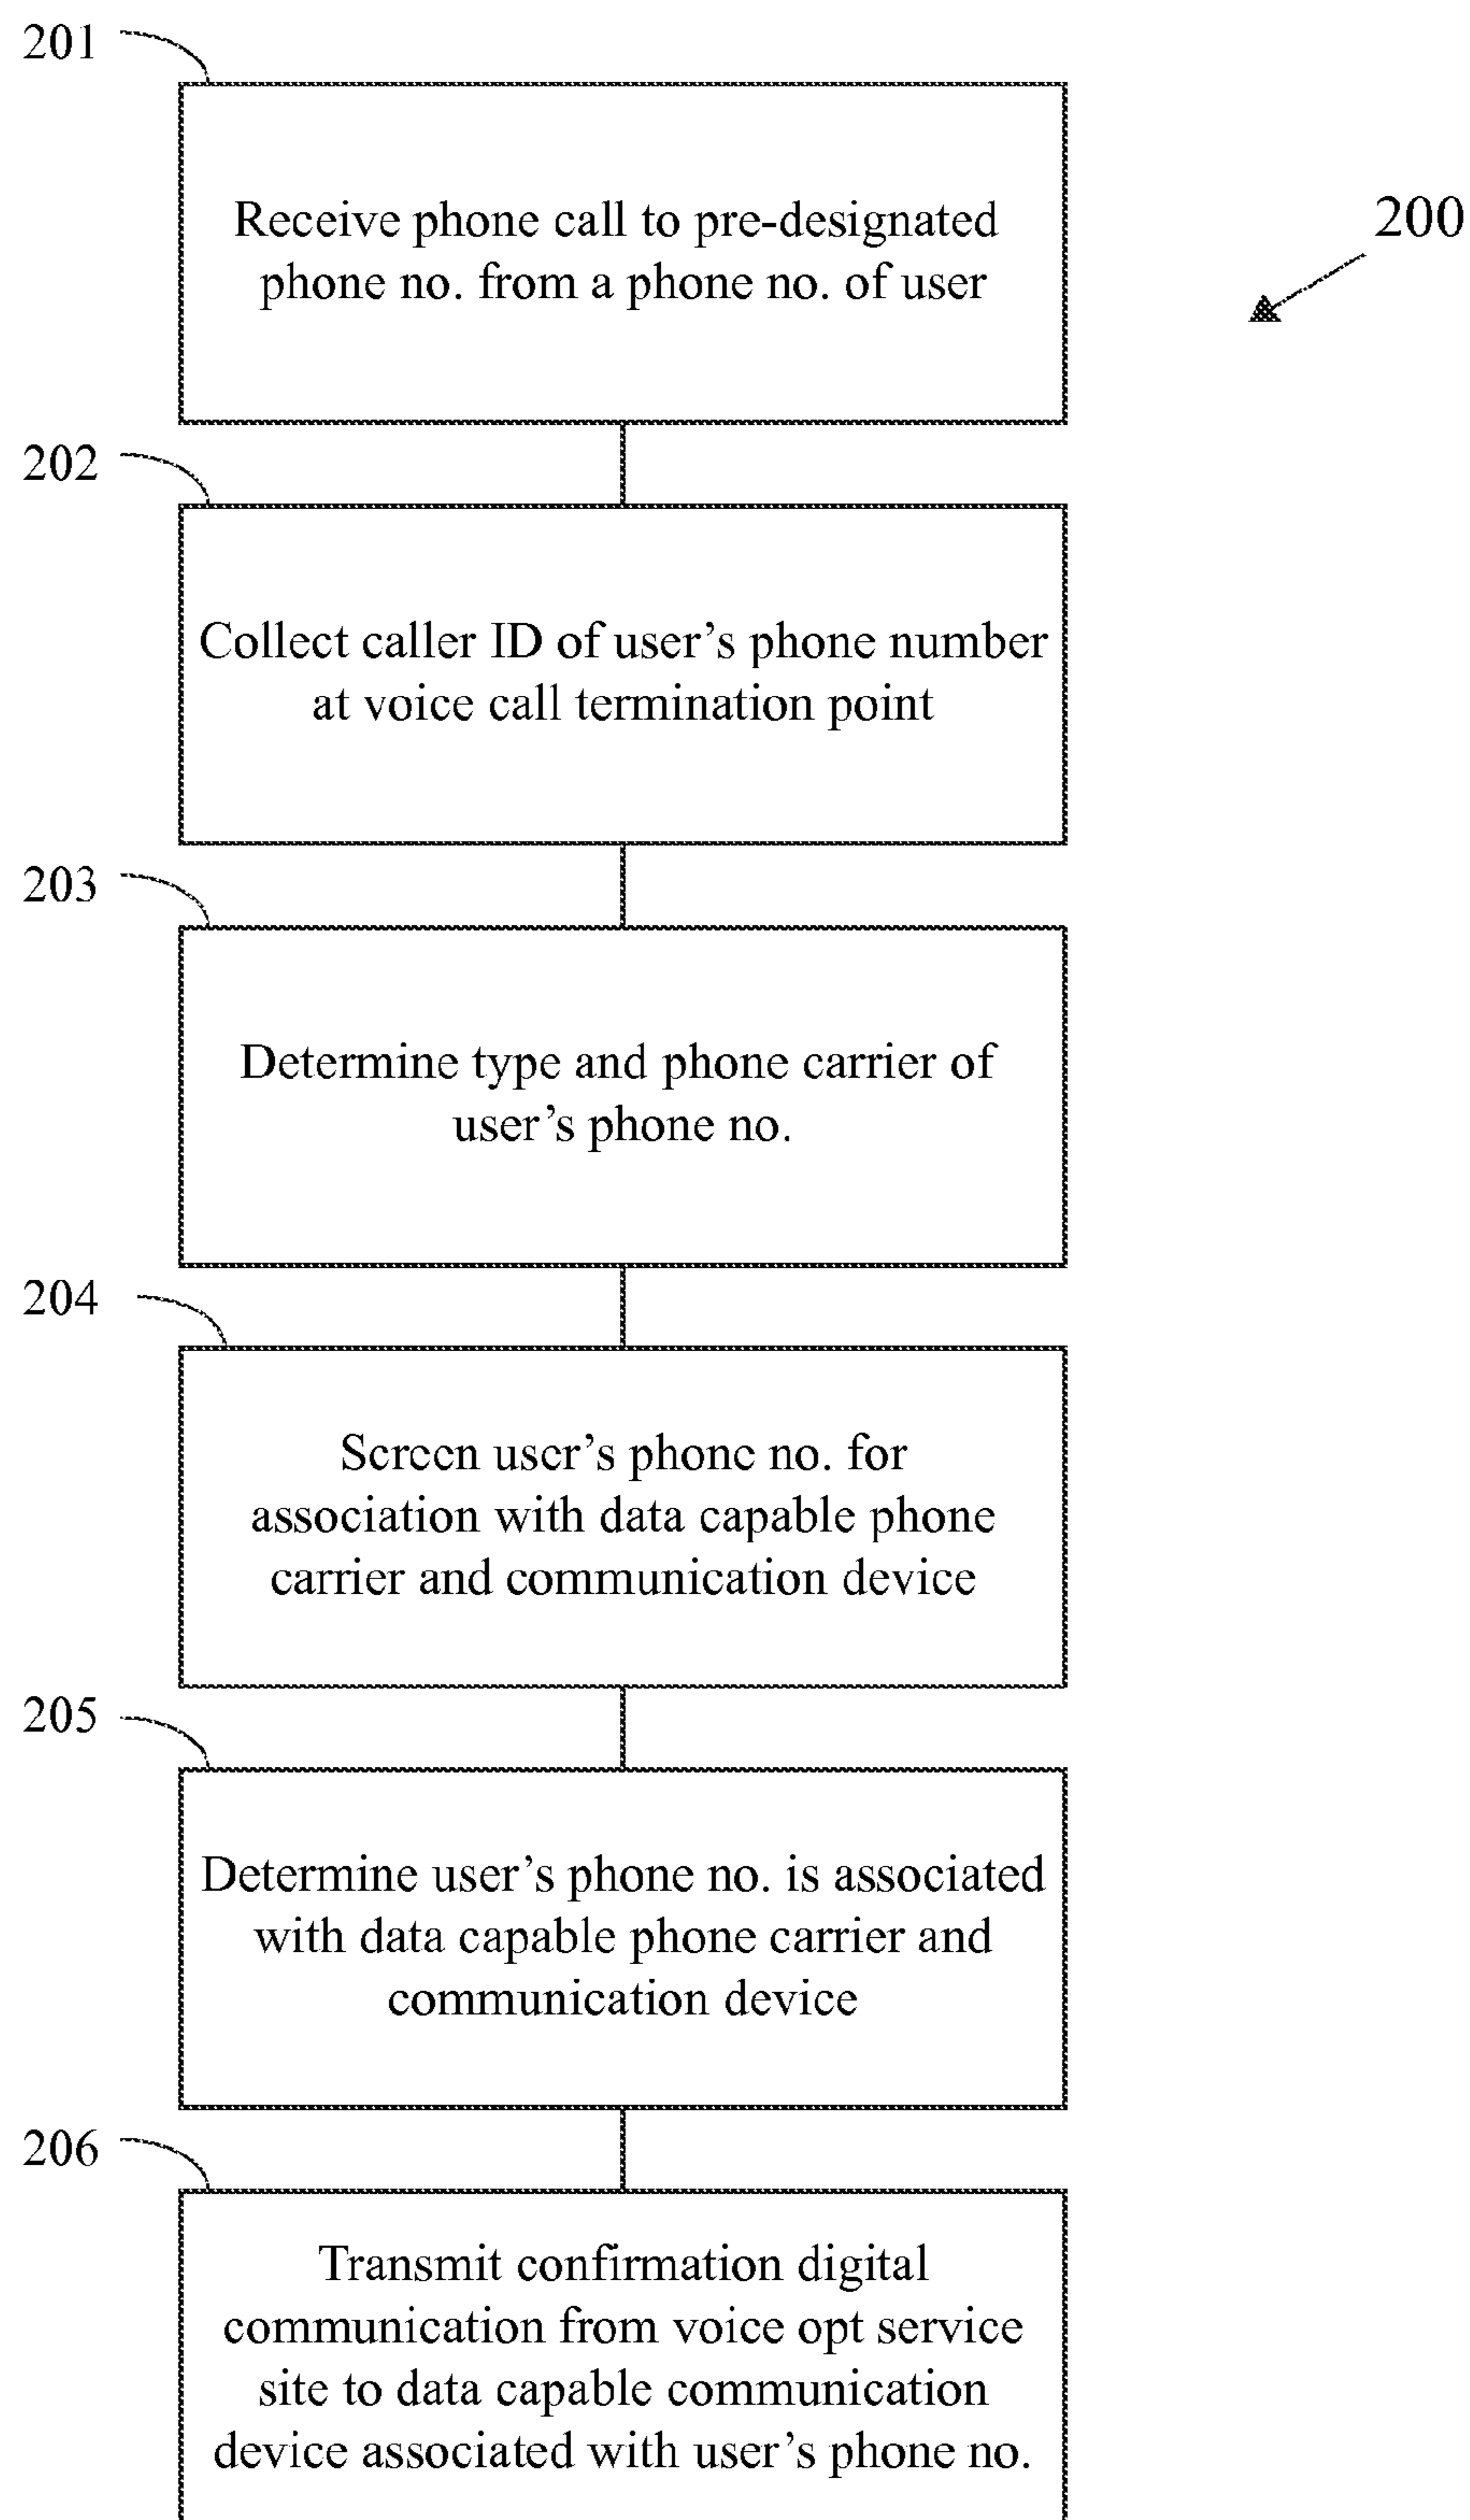 201
Receive phone call to pre-designated
phone no. from a phone no. of user
200
202
Collect caller ID of user’s phone number
at voice call termination point
203
Determine type and phone carrier of
user’s phone no.
204
Screen user’s phone no. for
association with data capable phone
carrier and communication device
205
Determine user’s phone no. is associated
with data capable phone carrier and
communication device
206
Transmit confirmation digital
communication from voice opt service
site to data capable communication
device associated with user’s phone no.